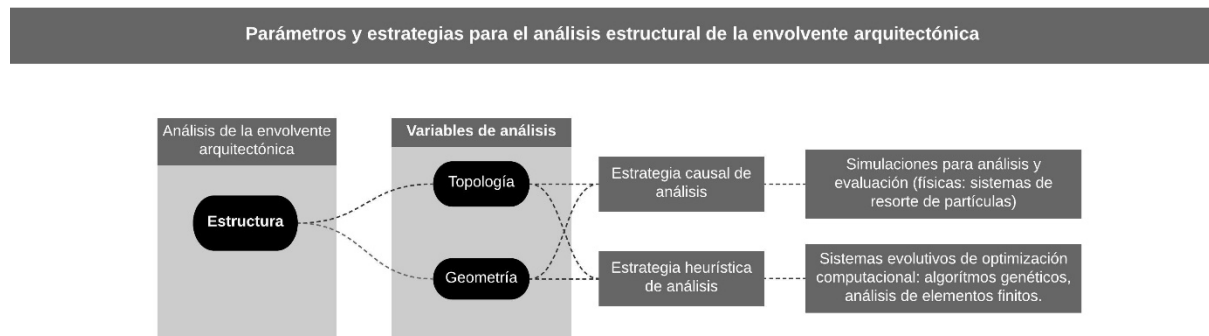 Parámetros y estrategias para el análisis estructural de la envolvente arquitectónica
Análisis de la envolvente
arquitectónica
Estructura
Variables de análisis
Topología
Geometría
Estrategia causal de
análisis
Estrategia heurística
de análisis
Simulaciones para análisis y
evaluación (físicas: sistemas de
resorte de partículas)
Sistemas evolutivos de optimización
computacional: algorítmos genéticos,
análisis de elementos finitos.